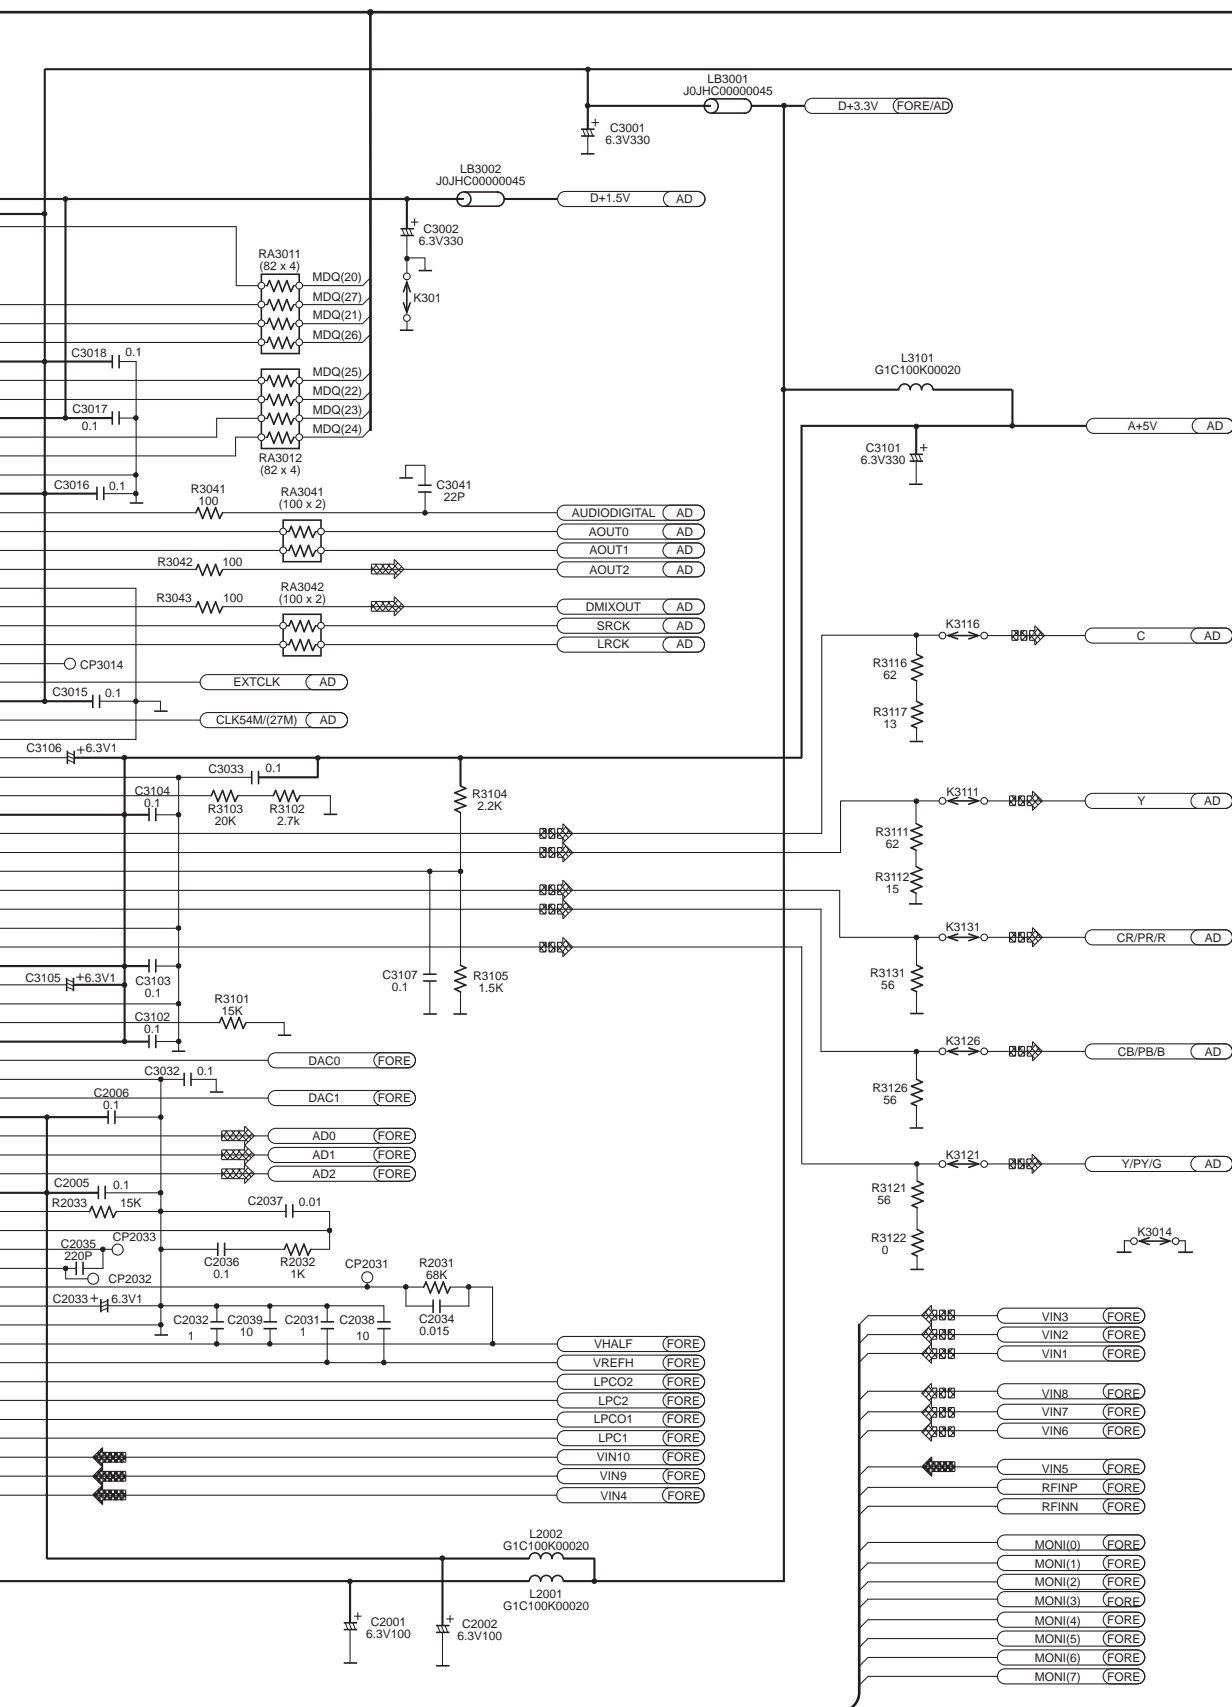 LB3001
J0JHC00000045
D+3.3V FORE/AD
+
C3001
6.3V330
LB3002
J0JHC00000045
D+1.5V AD
+
C3002
6.3V330
RA3011
(82 x 4)
MDQ(20)
MDQ(27)
K301
MDQ(21)
MDQ(26)
C3018 0.1
L3101
G1C100K00020
MDQ(25)
MDQ(22)
C3017
0.1
MDQ(23)
MDQ(24)
A+5V AD
C3101 +
6.3V330
RA3012
(82 x 4)
C3016 0.1
R3041
100
RA3041
(100 x 2)
C3041
22P
AUDIODIGITAL AD
AOUT0 AD
AOUT1 AD
R3042 100
AOUT2 AD
RA3042
(100 x 2)
R3043 100
DMIXOUT AD
SRCK AD
LRCK AD
K3116
C AD
CP3014
R3116
62
EXTCLK AD
C3015 0.1
R3117
13
CLK54M/(27M) AD
C3106 +6.3V1
C3033 0.1
C3104
0.1
R3103
20K
R3102
2.7k
R3104
2.2K
K3111
Y AD
R3111
62
R3112
15
K3131
CR/PR/R AD
C3105 +6.3V1
C3103
0.1
C3107
0.1
R3105
1.5K
R3131
56
R3101
15K
C3102
0.1
K3126
CB/PB/B AD
DAC0 FORE
C3032 0.1
C2006
0.1
DAC1 FORE
R3126
56
AD0 FORE
AD1 FORE
AD2 FORE
K3121
Y/PY/G AD
C2005 0.1
R2033 15K
C2037 0.01
R3121
56
C2035
220P
CP2033
CP2032
C2036
0.1
R2032
1K
CP2031
R2031
68K
R3122
0
K3014
C2033 + 6.3V1
C2032
1
C2039
10
C2031
1
C2038
10
C2034
0.015
VIN3 FORE
VIN2 FORE
VIN1 FORE
VHALF FORE
VREFH FORE
LPCO2 FORE
LPC2 FORE
LPCO1 FORE
LPC1 FORE
VIN10 FORE
VIN9 FORE
VIN4 FORE
VIN8 FORE
VIN7 FORE
VIN6 FORE
VIN5 FORE
RFINP FORE
RFINN FORE
L2002
G1C100K00020
L2001
G1C100K00020
+
C2001
6.3V100
+
C2002
6.3V100
MONI(0) FORE
MONI(1) FORE
MONI(2) FORE
MONI(3) FORE
MONI(4) FORE
MONI(5) FORE
MONI(6) FORE
MONI(7) FORE